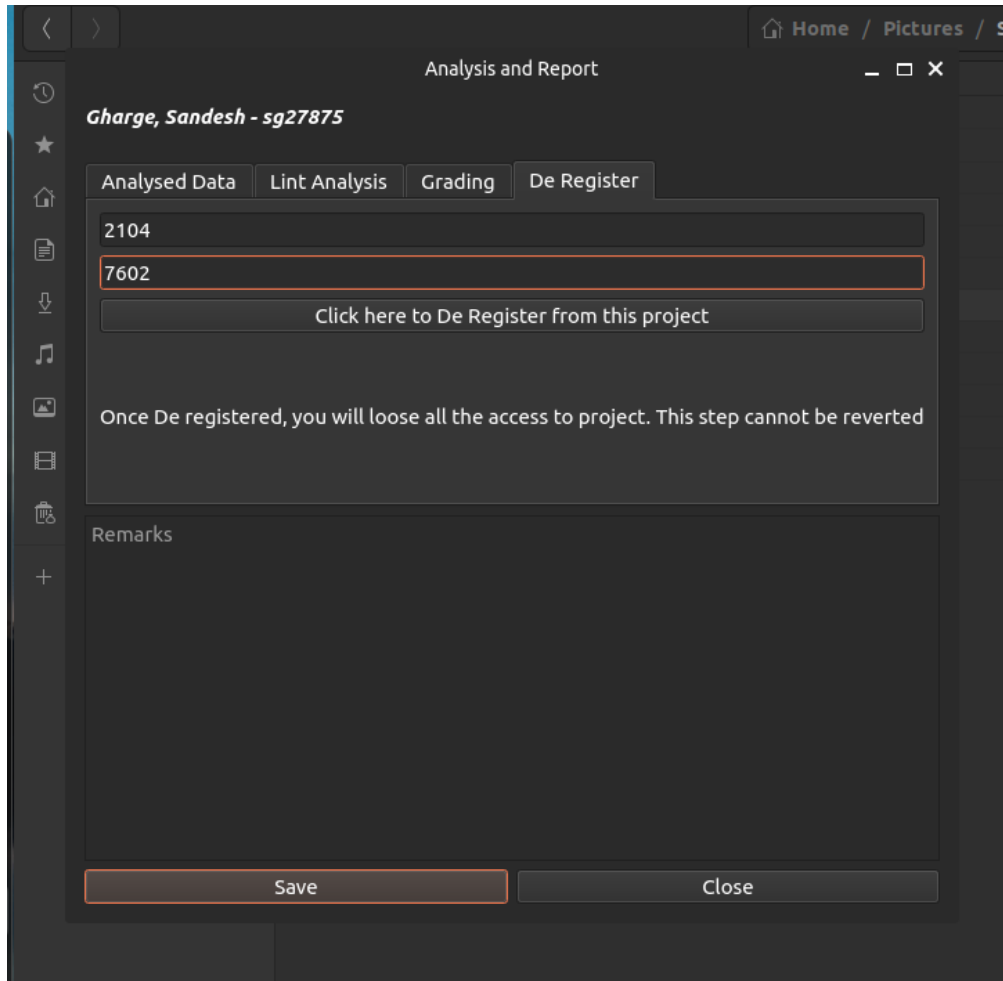 Home / Pictures / S
Analysis and Report
Gharge, Sandesh - sg27875
Analysed Data Lint Analysis Grading De Register
2104
7602
Click here to De Register from this project
Once De registered, you will loose all the access to project. This step cannot be reverted
Remarks
Save Close